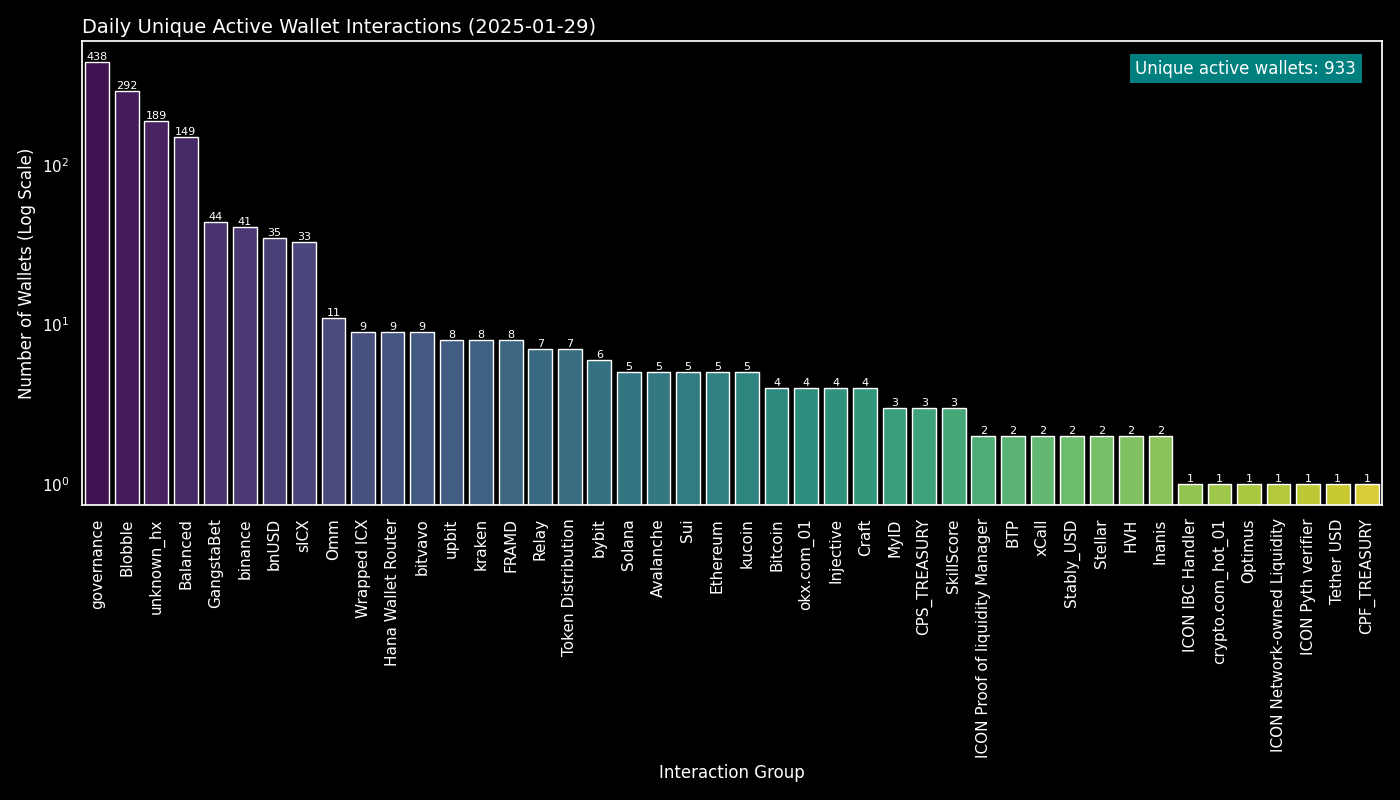 Daily Unique Active Wallet Interactions (2025-01-29)
Unique active wallets: 933
Number of Wallets (Log Scale)
10²
10¹
10⁰
438
292
189
149
44
41
35
33
11
9
9
9
8
8
8
7
7
6
5
5
5
5
5
4
4
4
4
3
3
3
2
2
2
2
2
2
2
1
1
1
1
1
1
1
governance
Blobble
unknown_hx
Balanced
GangstaBet
binance
bnUSD
sICX
Omm
Wrapped ICX
Hana Wallet Router
bitvavo
upbit
kraken
FRAMD
Relay
Token Distribution
bybit
Solana
Avalanche
Sui
Ethereum
kucoin
Bitcoin
okx.com_01
Injective
Craft
MyID
CPS_TREASURY
SkillScore
ICON Proof of liquidity Manager
BTP
xCall
Stably_USD
Stellar
HVH
Inanis
ICON IBC Handler
crypto.com_hot_01
Optimus
ICON Network-owned Liquidity
ICON Pyth verifier
Tether USD
CPF_TREASURY
Interaction Group